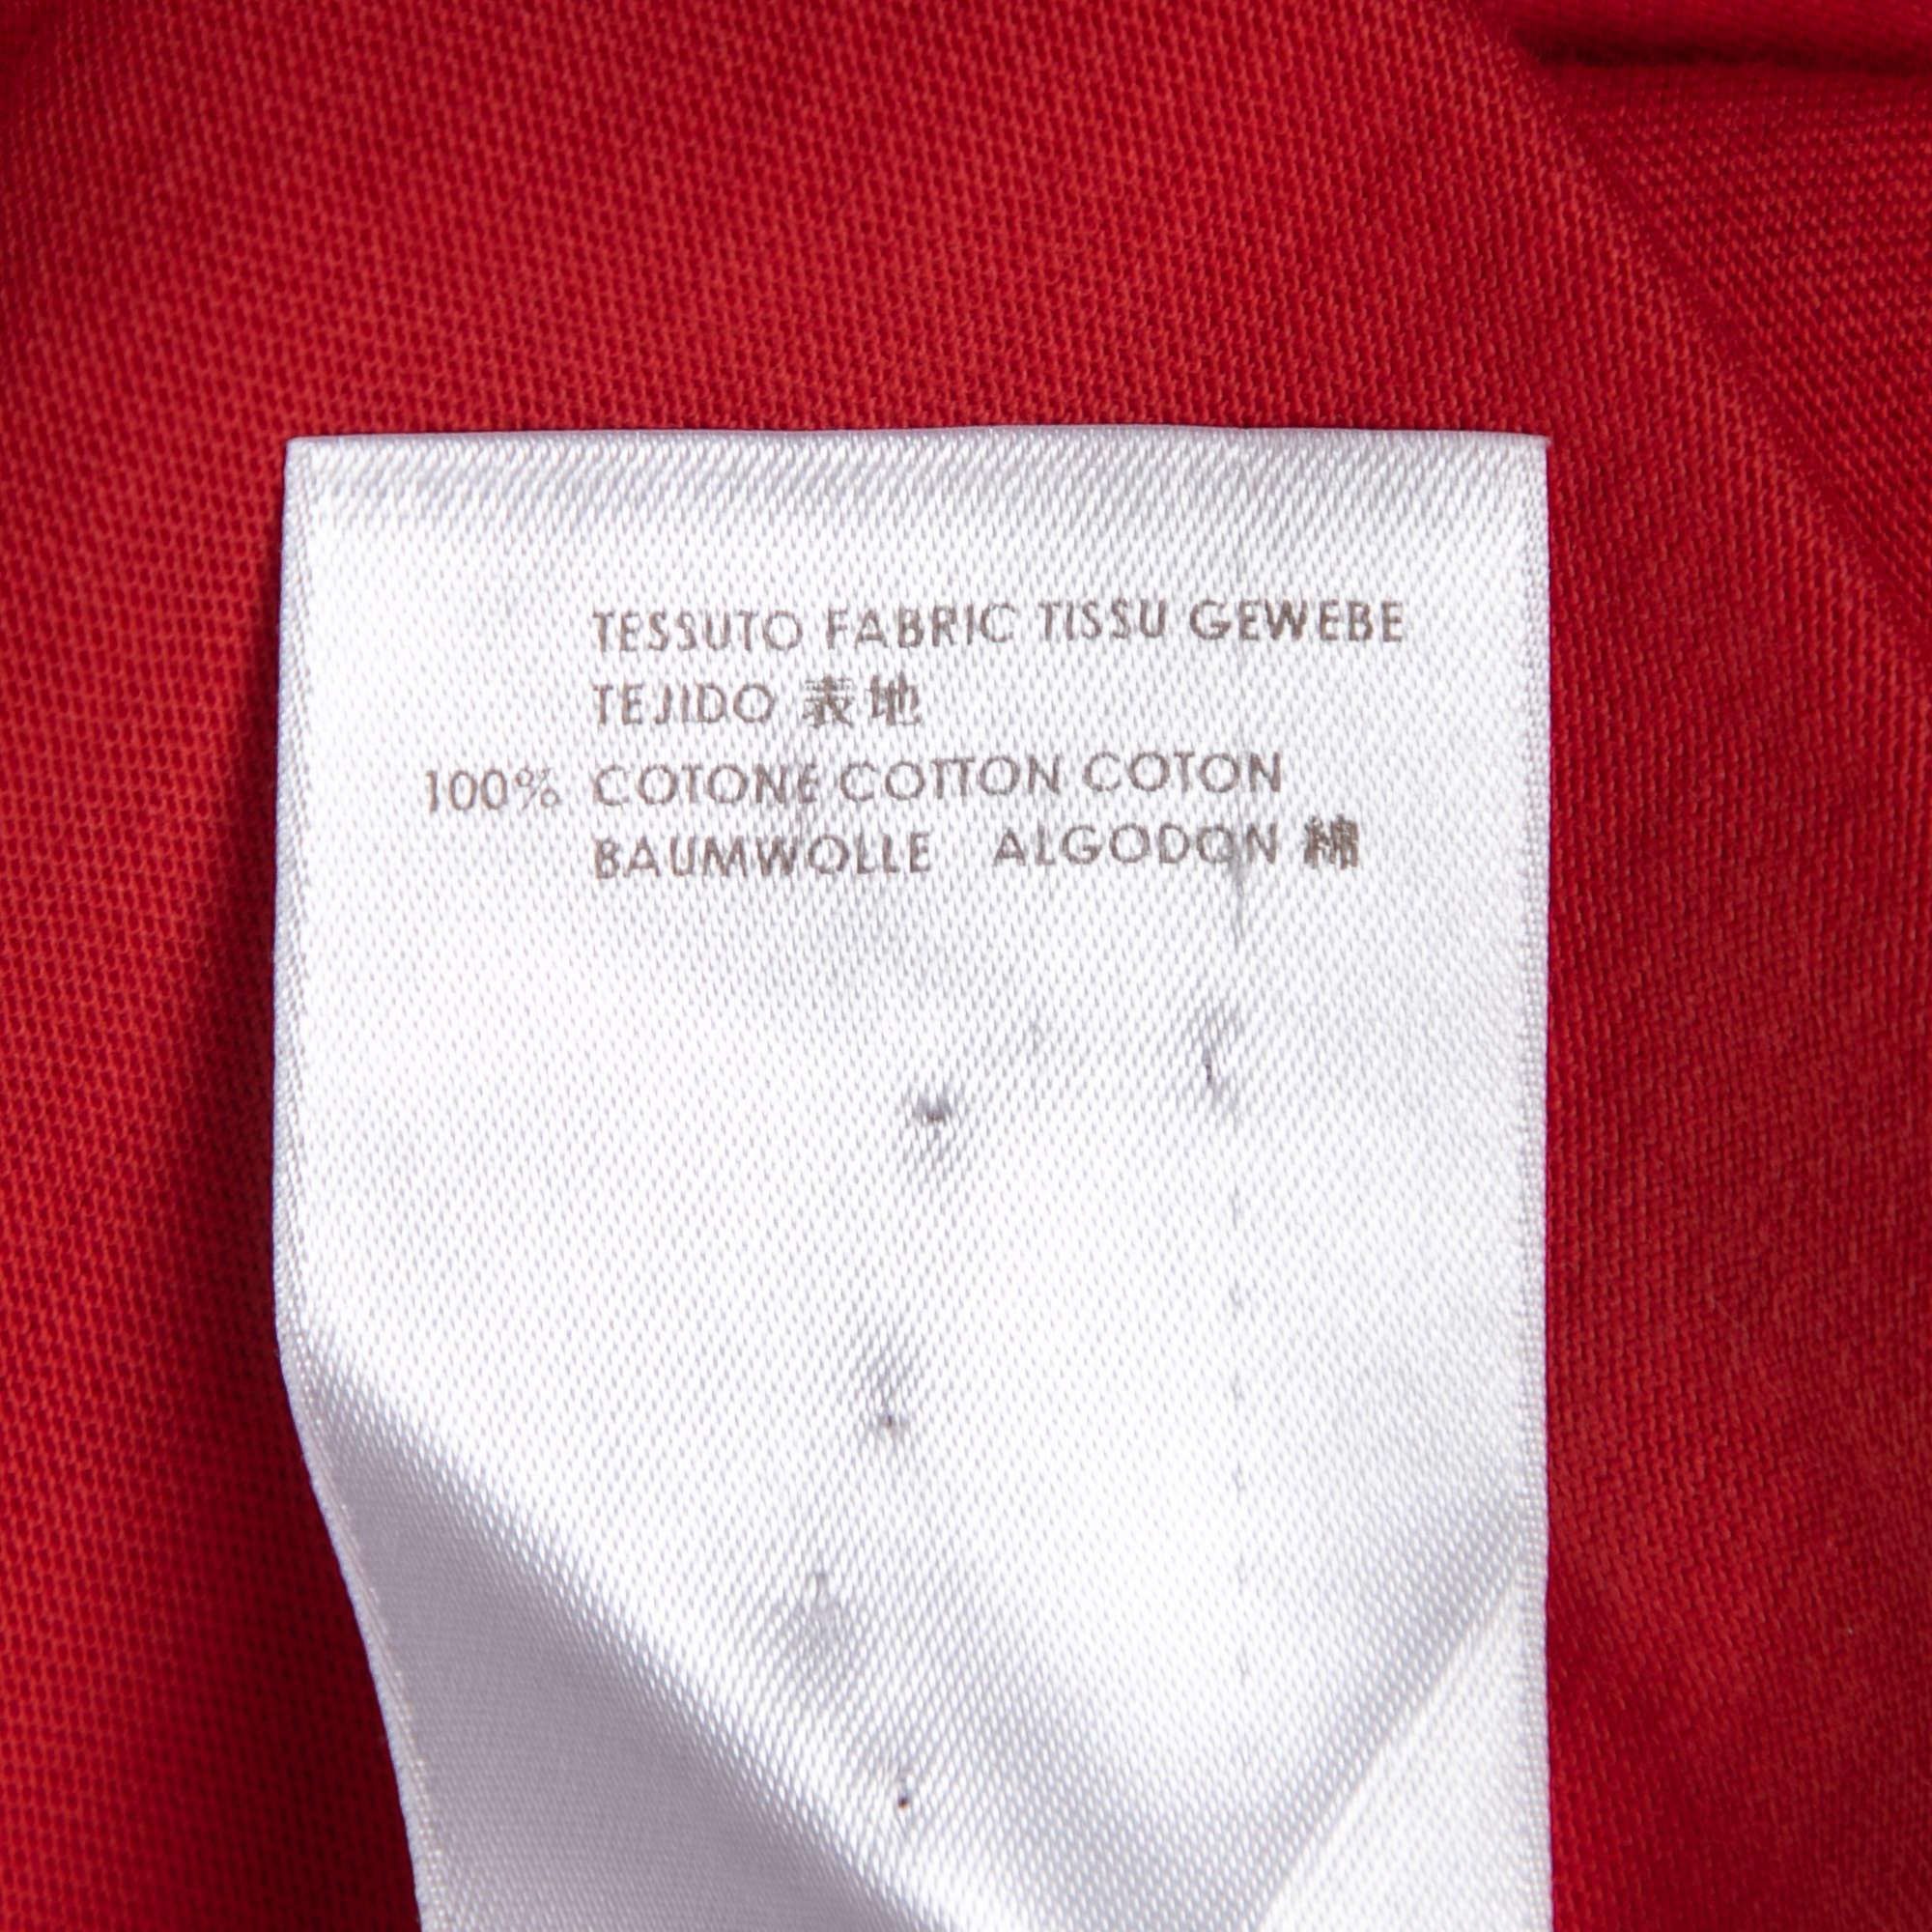 TESSUTO FABRIC TISSU GEWEBE
TEJIDO 表地
100% COTONE COTTON COTON
BAUMWOLLE ALGODON 綿